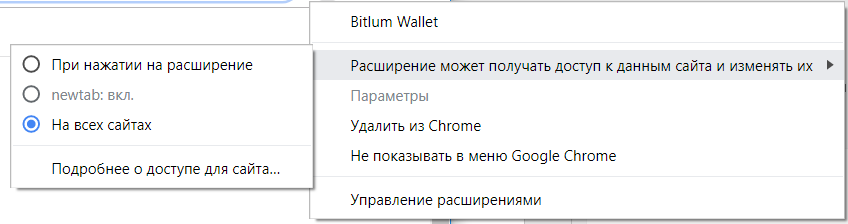 Bitlum Wallet
Расширение может получать доступ к данным сайта и изменять их
Параметры
Удалить из Chrome
Не показывать в меню Google Chrome
Управление расширениями
При нажатии на расширение
newtab: вкл.
На всех сайтах
Подробнее о доступе для сайта...